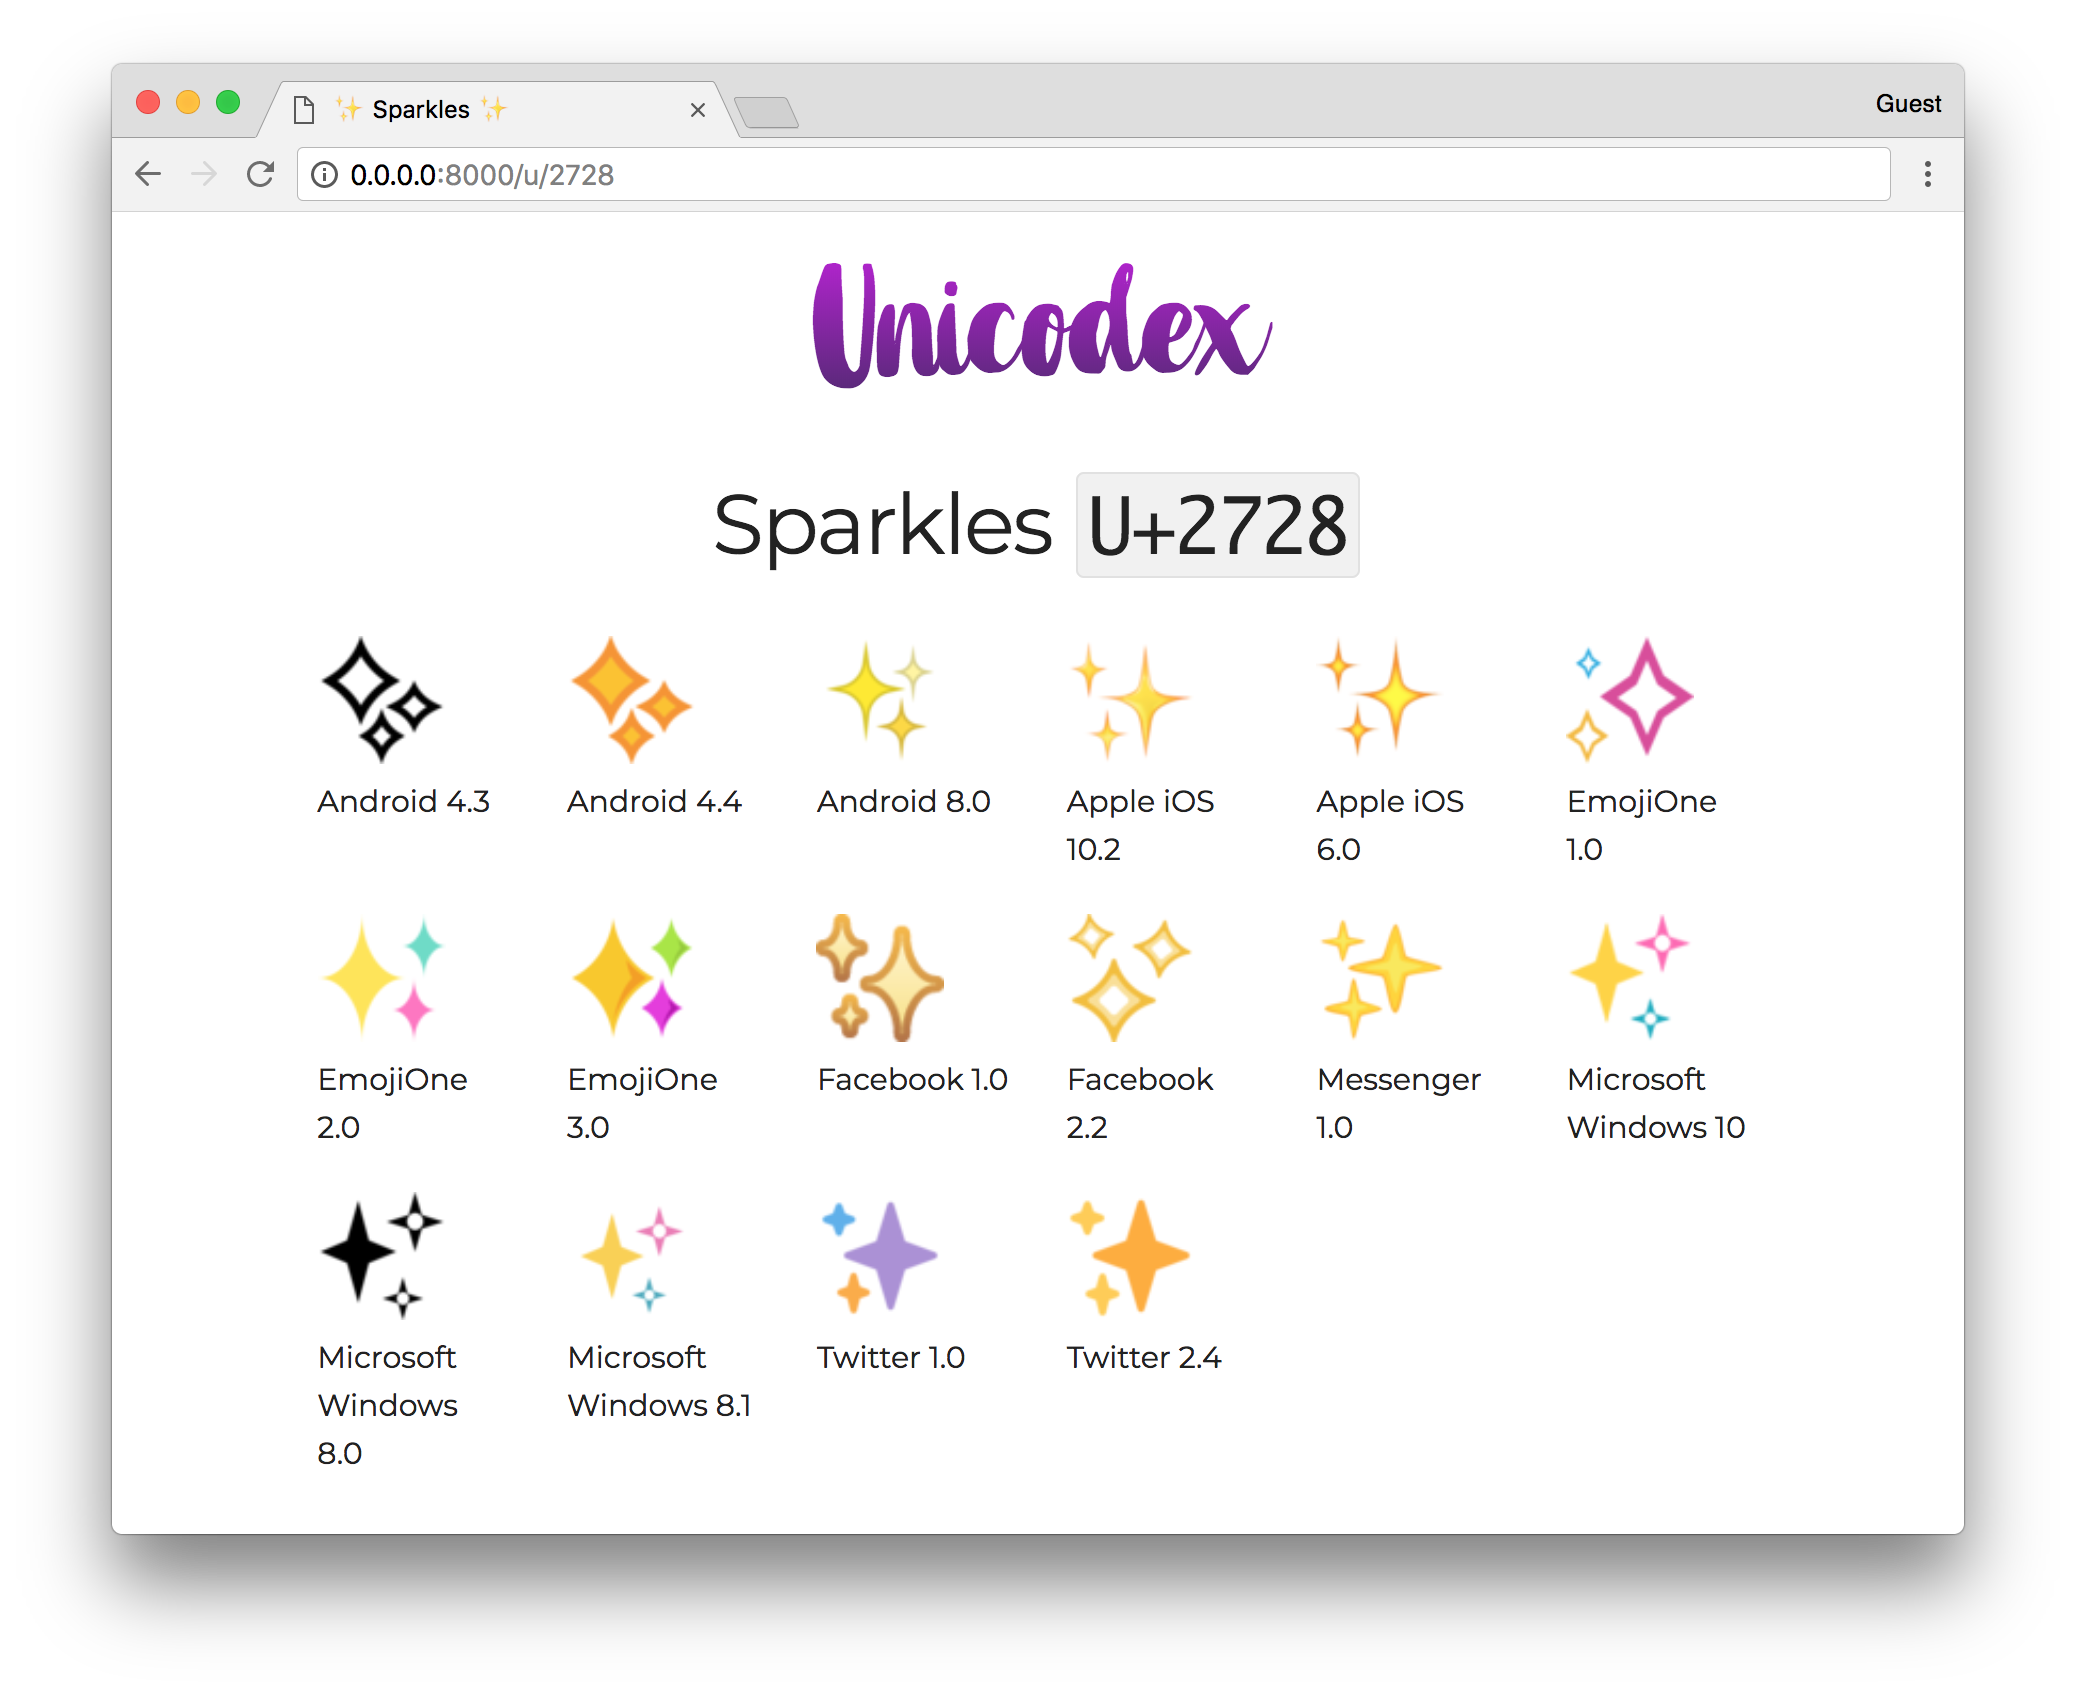 ✨ Sparkles ✨
Guest
0.0.0.0:8000/u/2728
Unicodex
Sparkles U+2728
Android 4.3
Android 4.4
Android 8.0
Apple iOS
10.2
Apple iOS
6.0
EmojiOne
1.0
EmojiOne
2.0
EmojiOne
3.0
Facebook 1.0
Facebook
2.2
Messenger
1.0
Microsoft
Windows 10
Microsoft
Windows
8.0
Microsoft
Windows 8.1
Twitter 1.0
Twitter 2.4